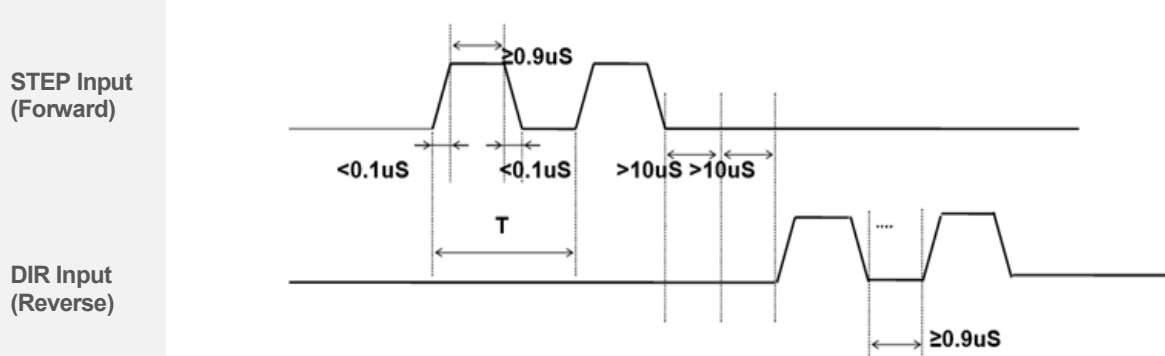 ≥0.9uS
STEP Input
(Forward)
<0.1uS <0.1uS >10uS >10uS
T
....
DIR Input
(Reverse)
≥0.9uS